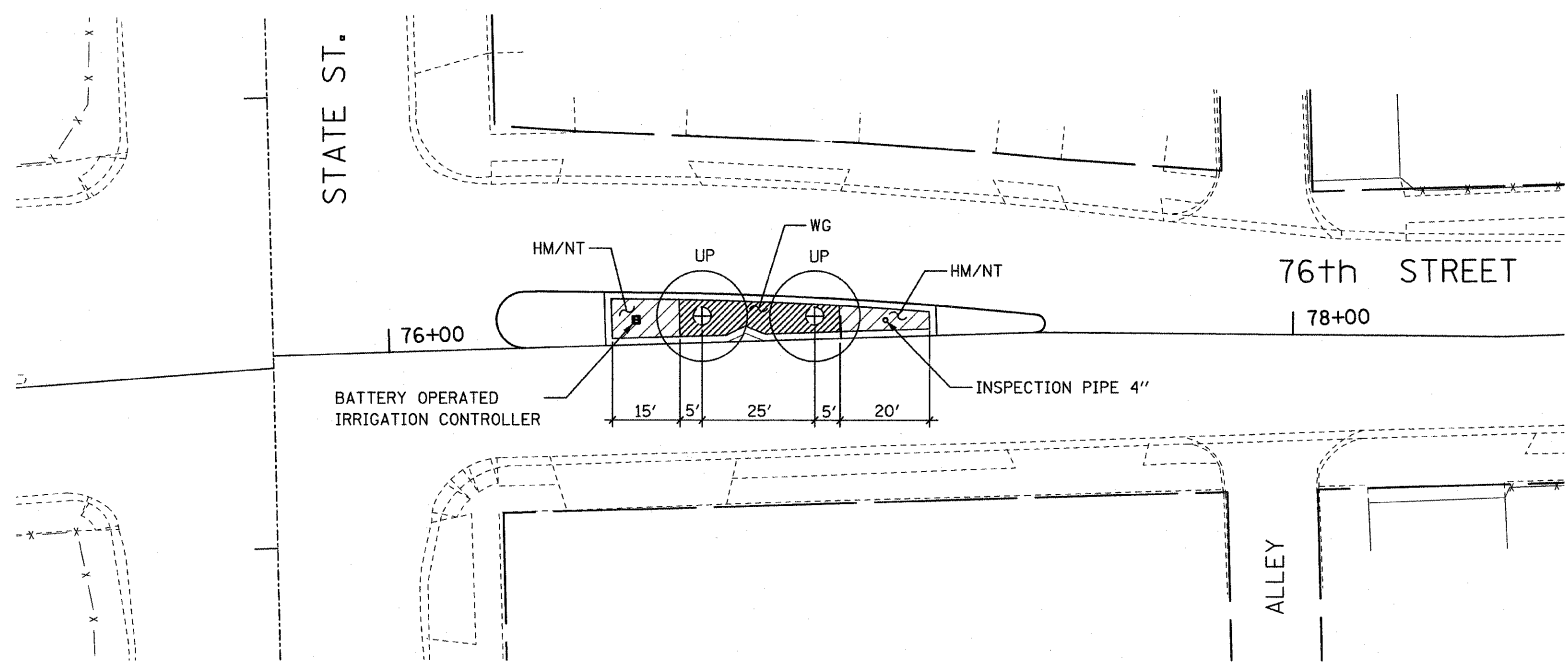 STATE ST.
WG
HM/NT
UP
UP
HM/NT
76th STREET
76+00
78+00
BATTERY OPERATED
IRRIGATION CONTROLLER
INSPECTION PIPE 4"
15'
5'
25'
5'
20'
ALLEY